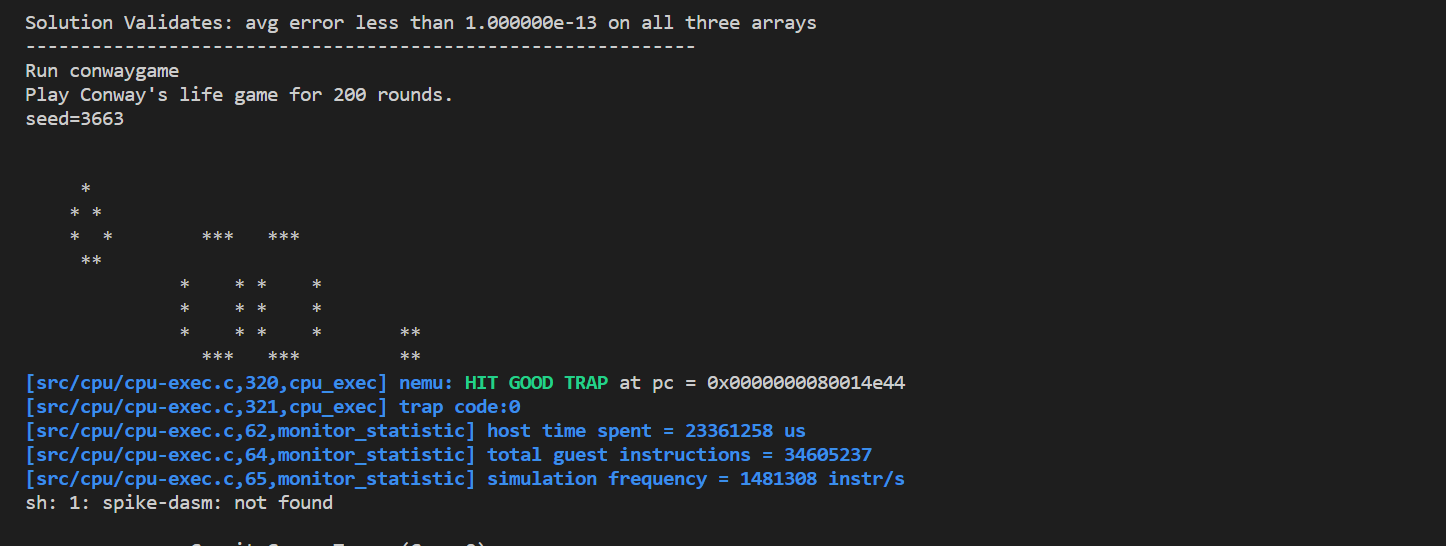 Solution Validates: avg error less than 1.000000e-13 on all three arrays
-------------------------------------------------------------
Run conwaygame
Play Conway's life game for 200 rounds.
seed=3663
     *
    * *
    *  *        ***   ***
     **
              *    * *    *
              *    * *    *
              *    * *    *       **
                ***   ***         **
[src/cpu/cpu-exec.c,320,cpu_exec] nemu: HIT GOOD TRAP at pc = 0x0000000080014e44
[src/cpu/cpu-exec.c,321,cpu_exec] trap code:0
[src/cpu/cpu-exec.c,62,monitor_statistic] host time spent = 23361258 us
[src/cpu/cpu-exec.c,64,monitor_statistic] total guest instructions = 34605237
[src/cpu/cpu-exec.c,65,monitor_statistic] simulation frequency = 1481308 instr/s
sh: 1: spike-dasm: not found